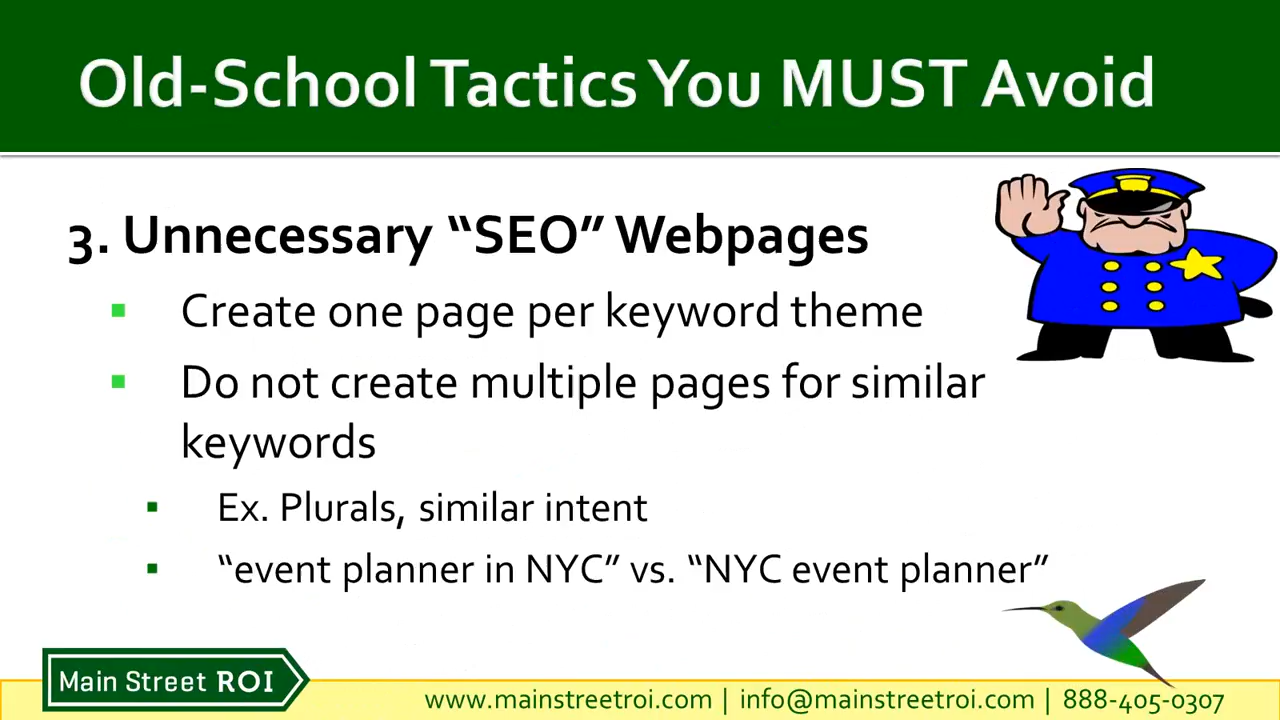 Old-School Tactics You MUST Avoid
3. Unnecessary “SEO” Webpages
Create one page per keyword theme
Do not create multiple pages for similar
keywords
Ex. Plurals, similar intent
“event planner in NYC” vs. “NYC event planner”
Main Street ROI
www.mainstreetroi.com | info@mainstreetroi.com | 888-405-0307